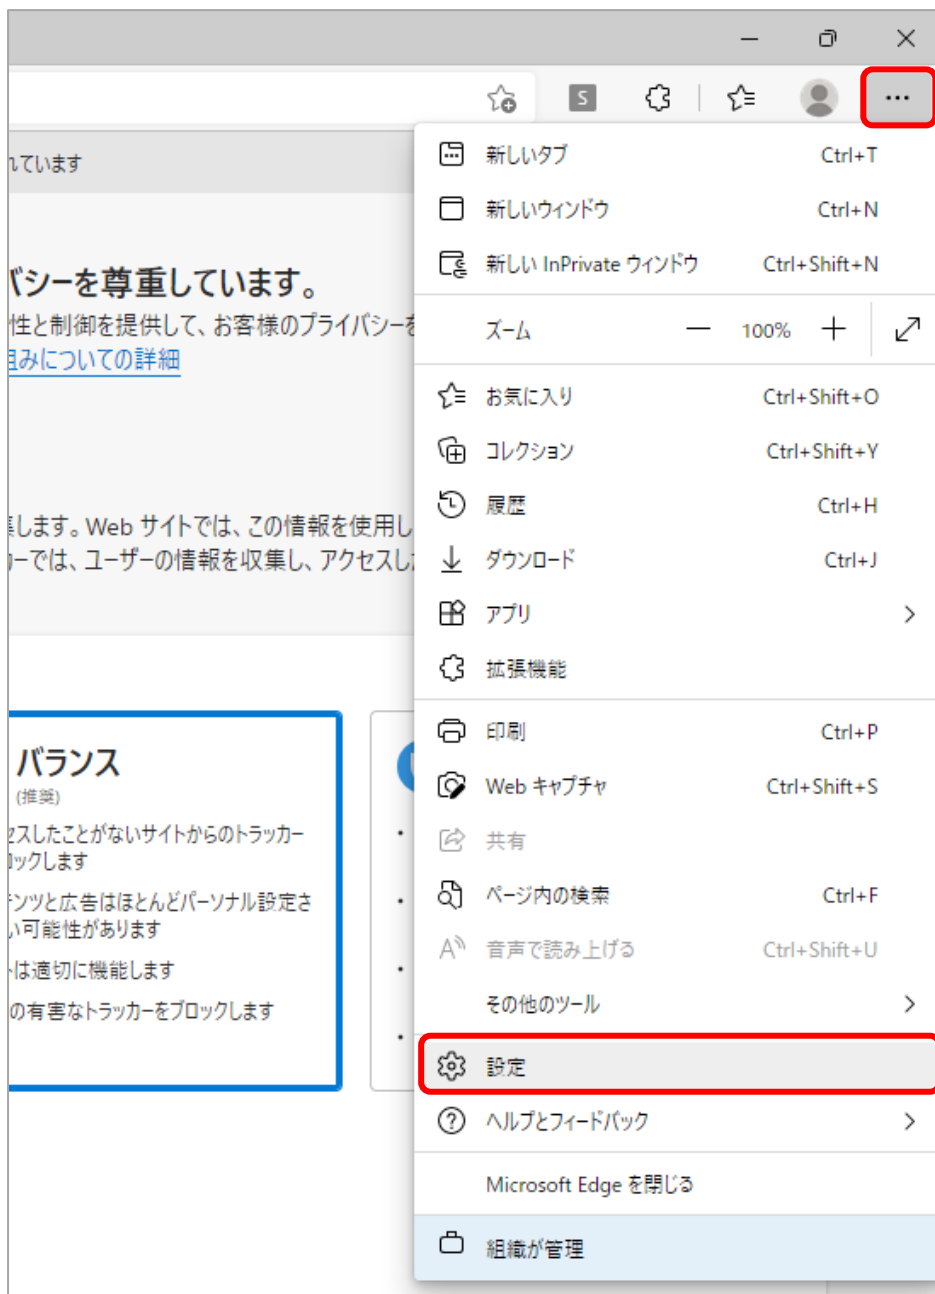 S
れています
バシーを尊重しています。
性と制御を提供して、お客様のプライバシーを
組みについての詳細
集します。Web サイトでは、この情報を使用し
カーでは、ユーザーの情報を収集し、アクセスし
バランス
(推奨)
セスしたことがないサイトからのトラッカー
ロックします
テンツと広告はほとんどパーソナル設定さ
い可能性があります
トは適切に機能します
の有害なトラッカーをブロックします
新しいタブ Ctrl+T
新しいウィンドウ Ctrl+N
新しい InPrivate ウィンドウ Ctrl+Shift+N
ズーム 100%
お気に入り Ctrl+Shift+O
コレクション Ctrl+Shift+Y
履歴 Ctrl+H
ダウンロード Ctrl+J
アプリ
拡張機能
印刷 Ctrl+P
Web キャプチャ Ctrl+Shift+S
共有
ページ内の検索 Ctrl+F
音声で読み上げる Ctrl+Shift+U
その他のツール
設定
ヘルプとフィードバック
Microsoft Edge を閉じる
組織が管理